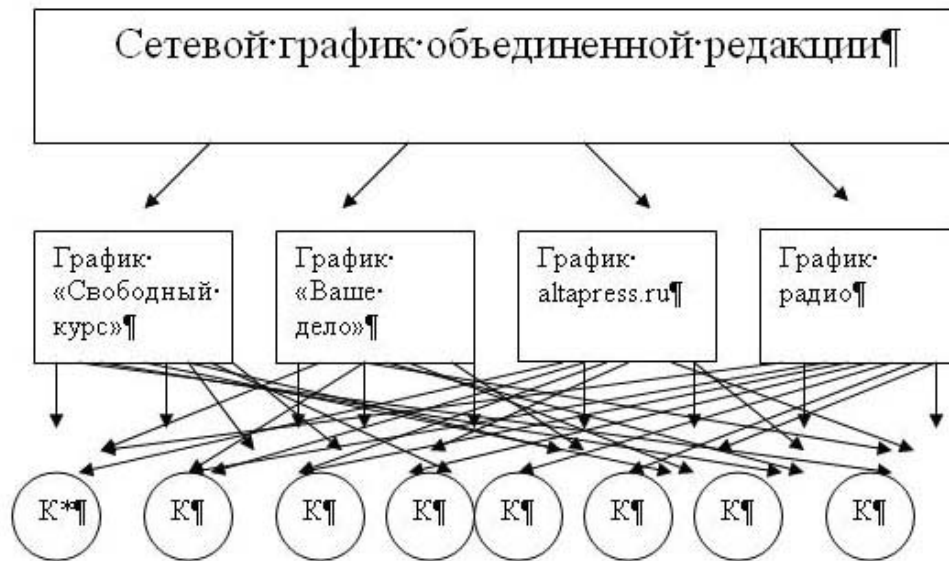 Сетевой·график·объединенной·редакции¶
График·
«Свободный·
курс»¶
График·
«Ваше·
дело»¶
График·
altapress.ru¶
График·
радио¶
К*¶
К¶
К¶
К¶
К¶
К¶
К¶
К¶